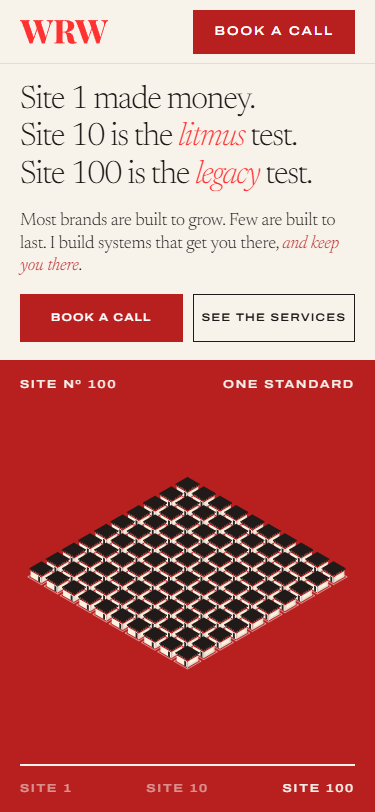 WRW
BOOK A CALL
Site 1 made money.
Site 10 is the litmus test.
Site 100 is the legacy test.
Most brands are built to grow. Few are built to
last. I build systems that get you there, and keep
you there.
BOOK A CALL
SEE THE SERVICES
SITE Nº 100
ONE STANDARD
SITE 1
SITE 10
SITE 100